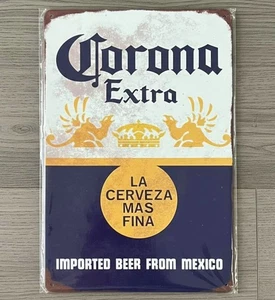 Corona
Extra
LA
CERVEZA
MAS
FINA
IMPORTED BEER FROM MEXICO